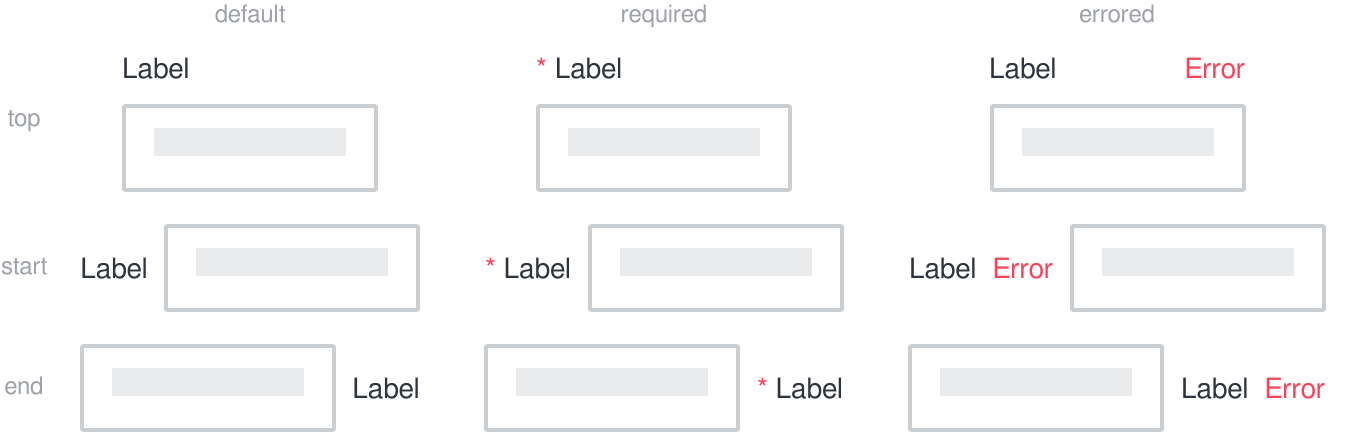 default required errored
Label * Label Label Error
top
start Label * Label Label Error
end Label * Label Label Error